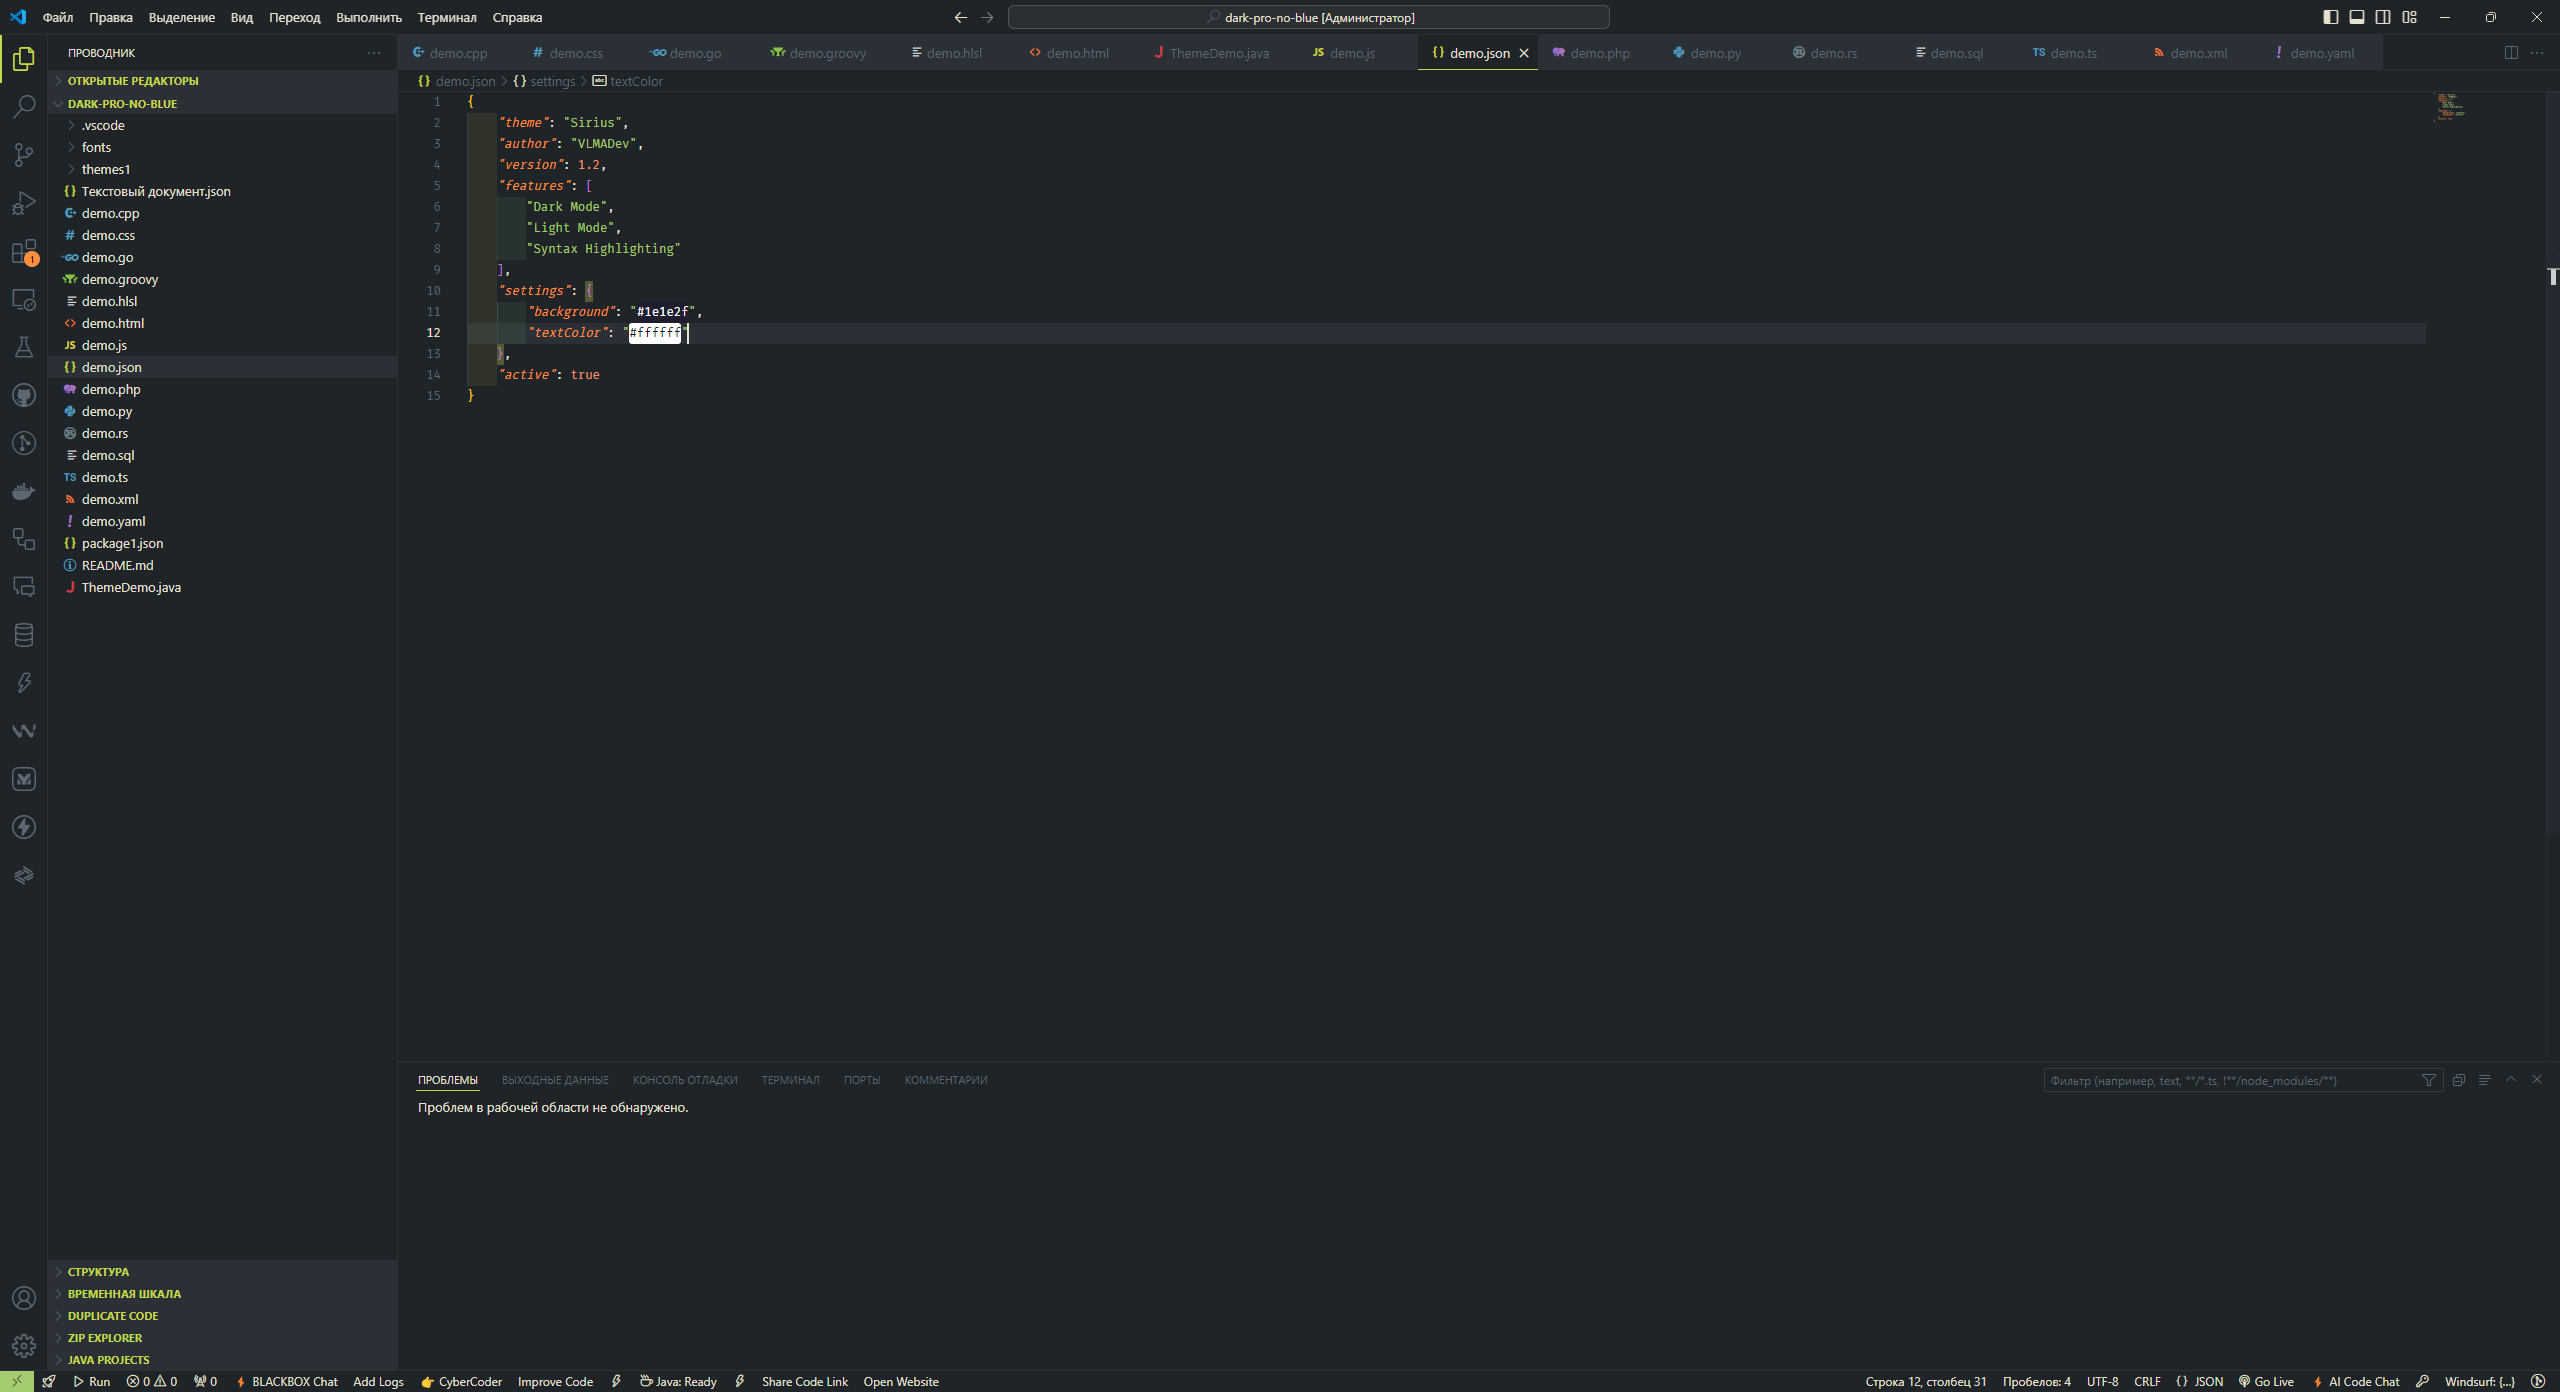 Файл Правка Выделение Вид Переход Выполнить Терминал Справка
dark-pro-no-blue [Администратор]
ПРОВОДНИК
ОТКРЫТЫЕ РЕДАКТОРЫ
DARK-PRO-NO-BLUE
.vscode
fonts
themes1
Текстовый документ.json
demo.cpp
demo.css
demo.go
demo.groovy
demo.hlsl
demo.html
demo.js
demo.json
demo.php
demo.py
demo.rs
demo.sql
TS demo.ts
demo.xml
demo.yaml
package1.json
README.md
ThemeDemo.java
СТРУКТУРА
ВРЕМЕННАЯ ШКАЛА
DUPLICATE CODE
ZIP EXPLORER
JAVA PROJECTS
demo.cpp # demo.css GO demo.go demo.groovy demo.hlsl <> demo.html J ThemeDemo.java JS demo.js {} demo.json demo.php demo.py demo.rs demo.sql TS demo.ts demo.xml ! demo.yaml
{} demo.json > {} settings > abc textColor
1 {
2 "theme": "Sirius",
3 "author": "VLMADev",
4 "version": 1.2,
5 "features": [
6 "Dark Mode",
7 "Light Mode",
8 "Syntax Highlighting"
9 ],
10 "settings": {
11 "background": "#1e1e2f",
12 "textColor": "#ffffff"
13 },
14 "active": true
15 }
ПРОБЛЕМЫ ВЫХОДНЫЕ ДАННЫЕ КОНСОЛЬ ОТЛАДКИ ТЕРМИНАЛ ПОРТЫ КОММЕНТАРИИ
Фильтр (например, text, **/*.ts, !**/node_modules/**)
Проблем в рабочей области не обнаружено.
Run 0 0 0 BLACKBOX Chat Add Logs CyberCoder Improve Code Java: Ready Share Code Link Open Website
Строка 12, столбец 31 Пробелов: 4 UTF-8 CRLF {} JSON Go Live AI Code Chat Windsurf: {...}